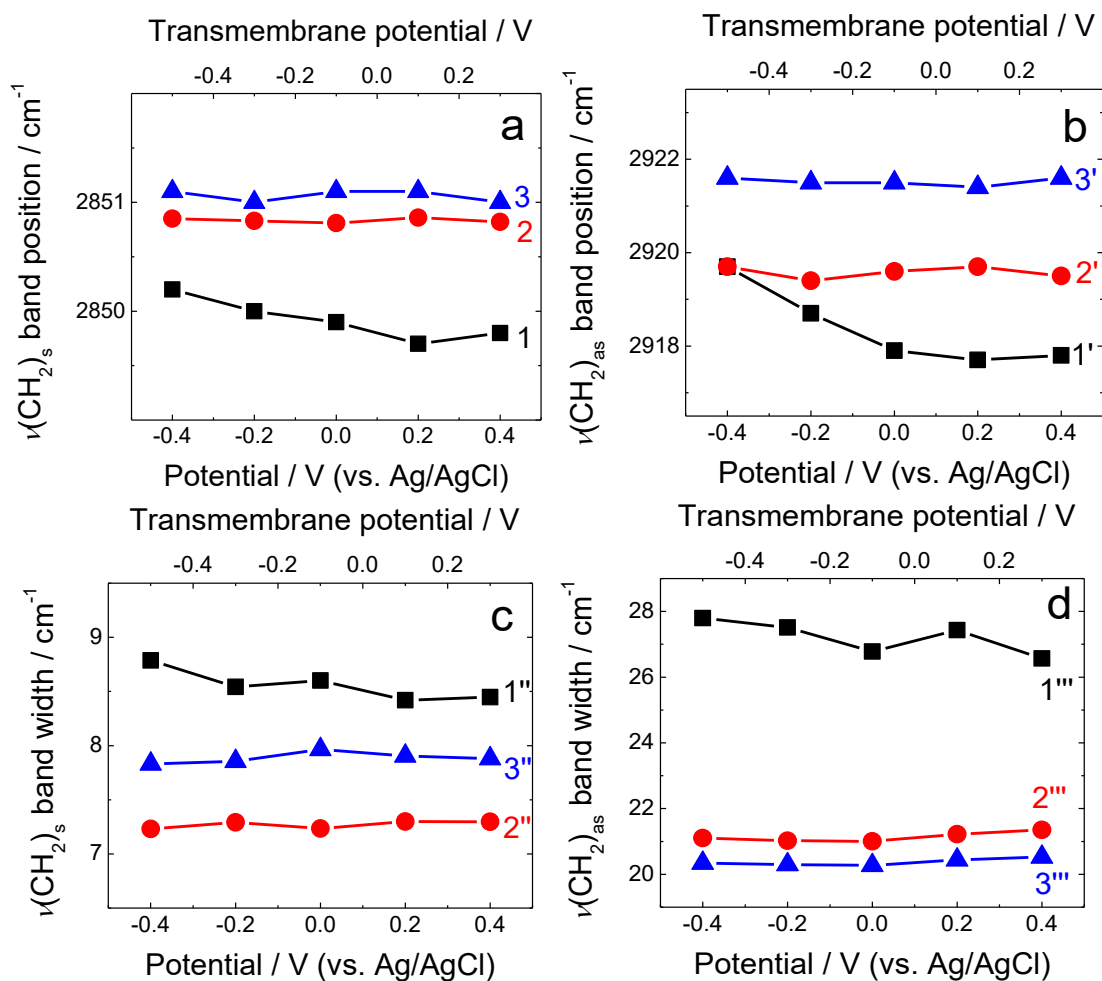 Transmembrane potential / V
-0.4 -0.2 0.0 0.2
a
ν(CH2)s band position / cm-1
2851
2850
3
2
1
-0.4 -0.2 0.0 0.2 0.4
Potential / V (vs. Ag/AgCl)
Transmembrane potential / V
-0.4 -0.2 0.0 0.2
b
ν(CH2)as band position / cm-1
2922
2920
2918
3'
2'
1'
-0.4 -0.2 0.0 0.2 0.4
Potential / V (vs. Ag/AgCl)
Transmembrane potential / V
-0.4 -0.2 0.0 0.2
c
ν(CH2)s band width / cm-1
9
8
7
1''
3''
2''
-0.4 -0.2 0.0 0.2 0.4
Potential / V (vs. Ag/AgCl)
Transmembrane potential / V
-0.4 -0.2 0.0 0.2
d
ν(CH2)as band width / cm-1
28
26
22
21
20
1'''
2'''
3'''
-0.4 -0.2 0.0 0.2 0.4
Potential / V (vs. Ag/AgCl)